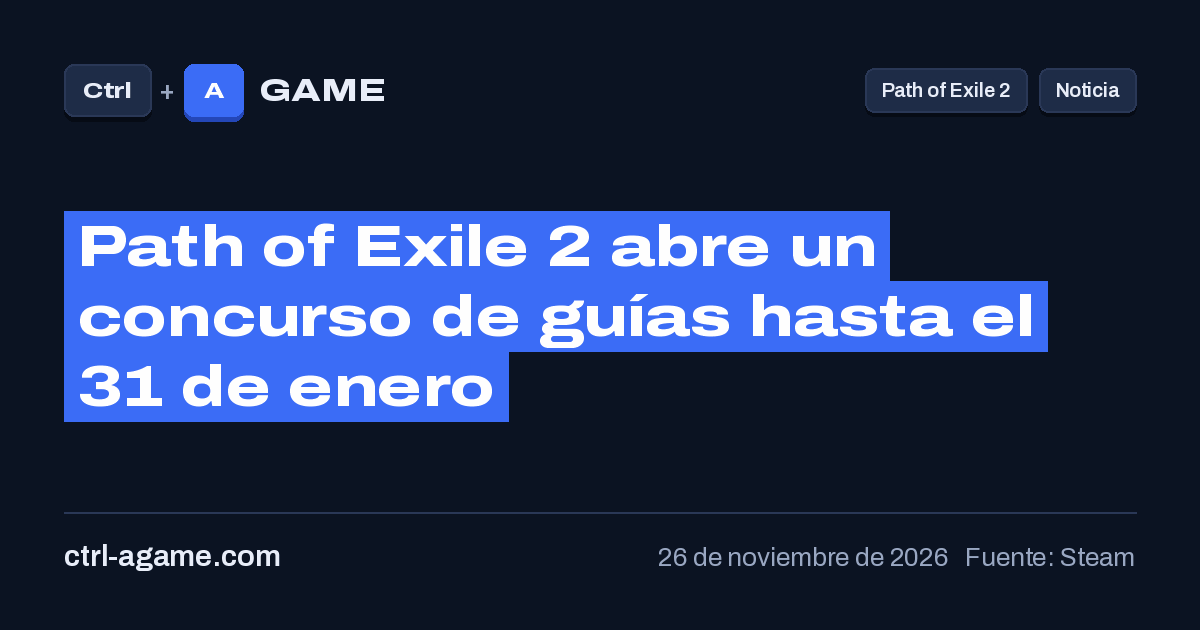 Ctrl + A GAME
Path of Exile 2 Noticia
Path of Exile 2 abre un
concurso de guías hasta el
31 de enero
ctrl-agame.com
26 de noviembre de 2026 Fuente: Steam